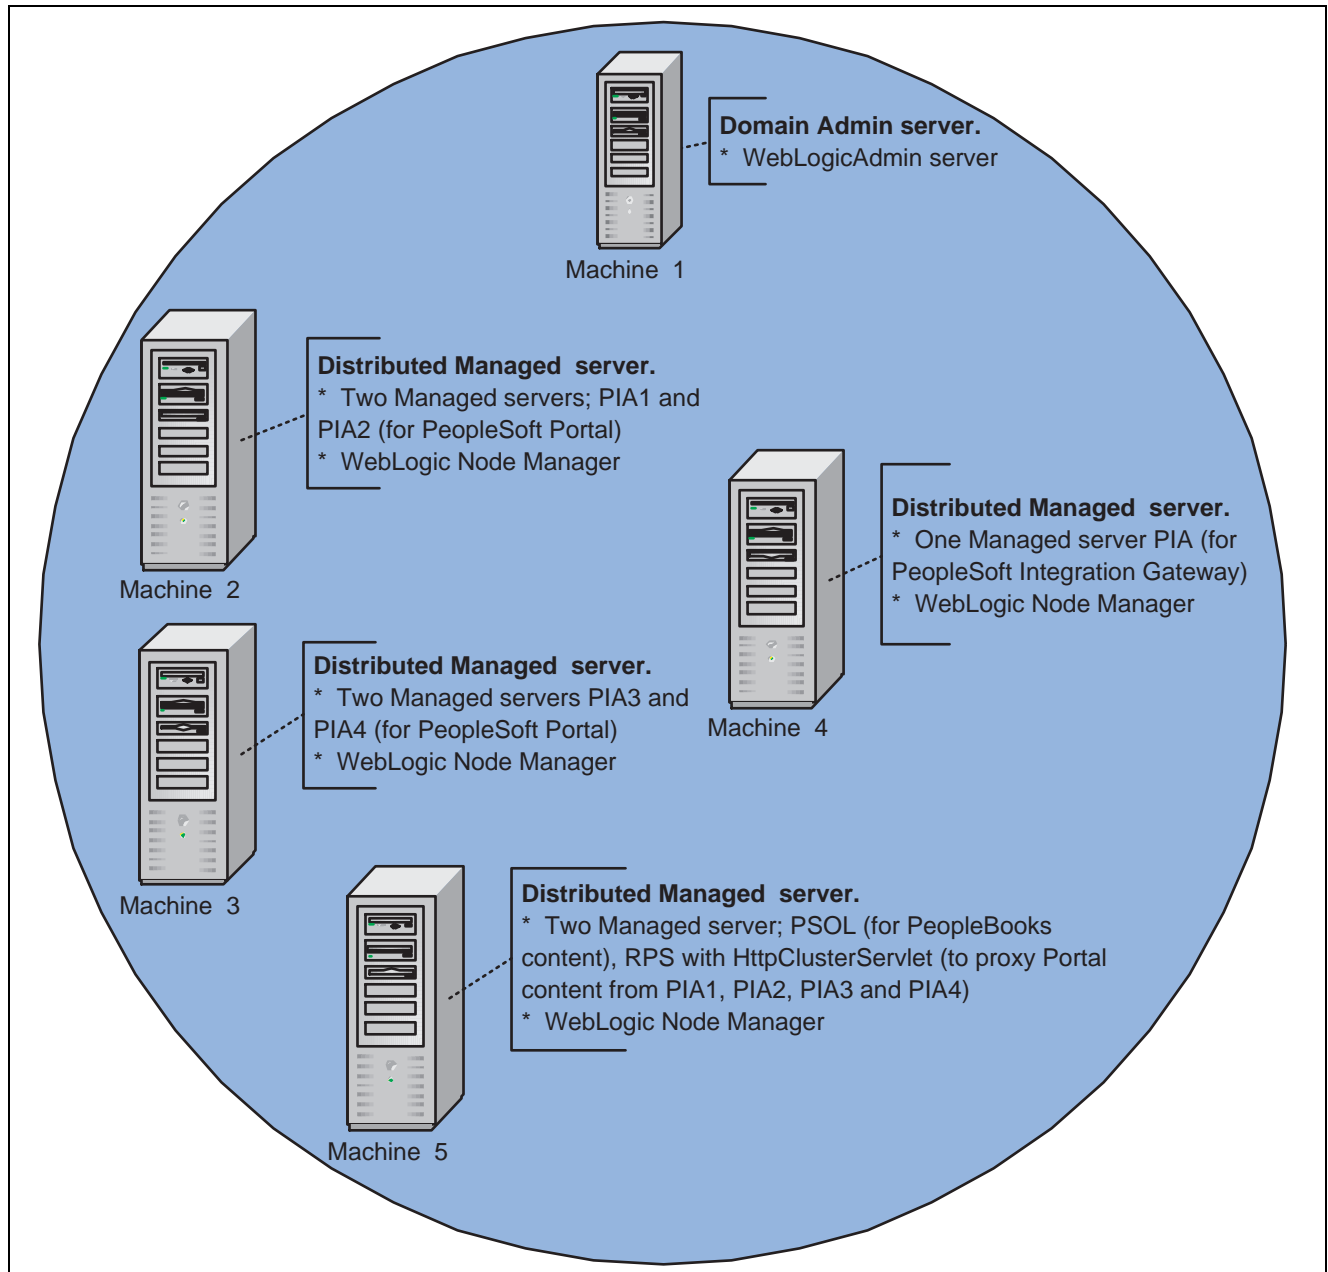 Domain Admin server.
* WebLogicAdmin server
Machine 1
Distributed Managed server.
* Two Managed servers; PIA1 and
PIA2 (for PeopleSoft Portal)
* WebLogic Node Manager
Machine 2
Distributed Managed server.
* One Managed server PIA (for
PeopleSoft Integration Gateway)
* WebLogic Node Manager
Machine 4
Distributed Managed server.
* Two Managed servers PIA3 and
PIA4 (for PeopleSoft Portal)
* WebLogic Node Manager
Machine 3
Distributed Managed server.
* Two Managed server; PSOL (for PeopleBooks
content), RPS with HttpClusterServlet (to proxy Portal
content from PIA1, PIA2, PIA3 and PIA4)
* WebLogic Node Manager
Machine 5